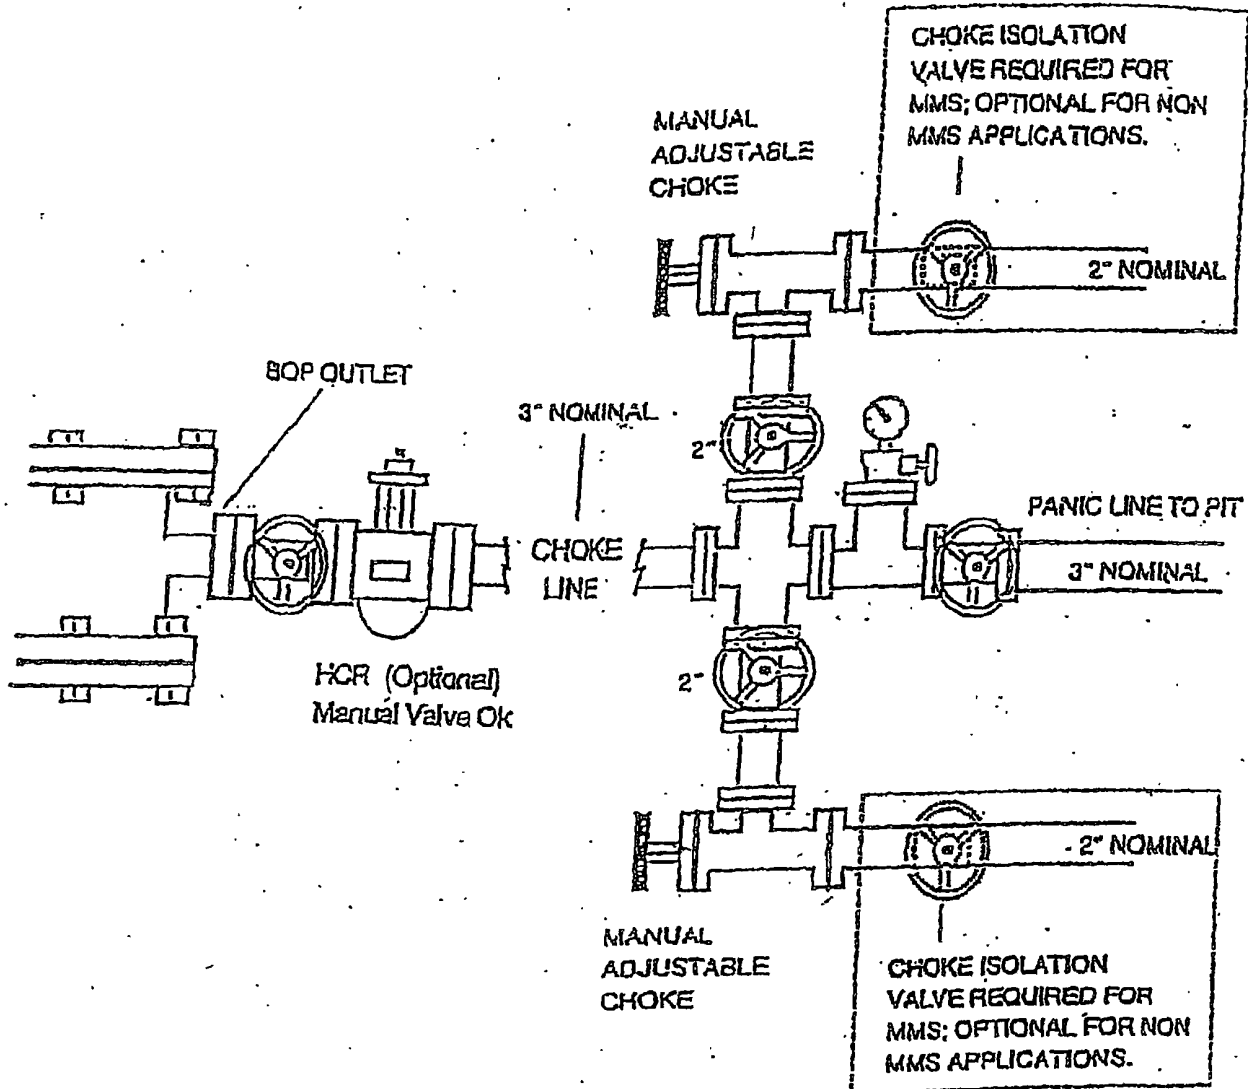 CHOKE ISOLATION
VALVE REQUIRED FOR
MMS; OPTIONAL FOR NON
MMS APPLICATIONS.
MANUAL
ADJUSTABLE
CHOKE
2" NOMINAL
BOP OUTLET
3" NOMINAL
2"
PANIC LINE TO PIT
CHOKE
LINE
3" NOMINAL
HCR (Optional)
Manual Valve Ok
2"
2" NOMINAL
MANUAL
ADJUSTABLE
CHOKE
CHOKE ISOLATION
VALVE REQUIRED FOR
MMS; OPTIONAL FOR NON
MMS APPLICATIONS.